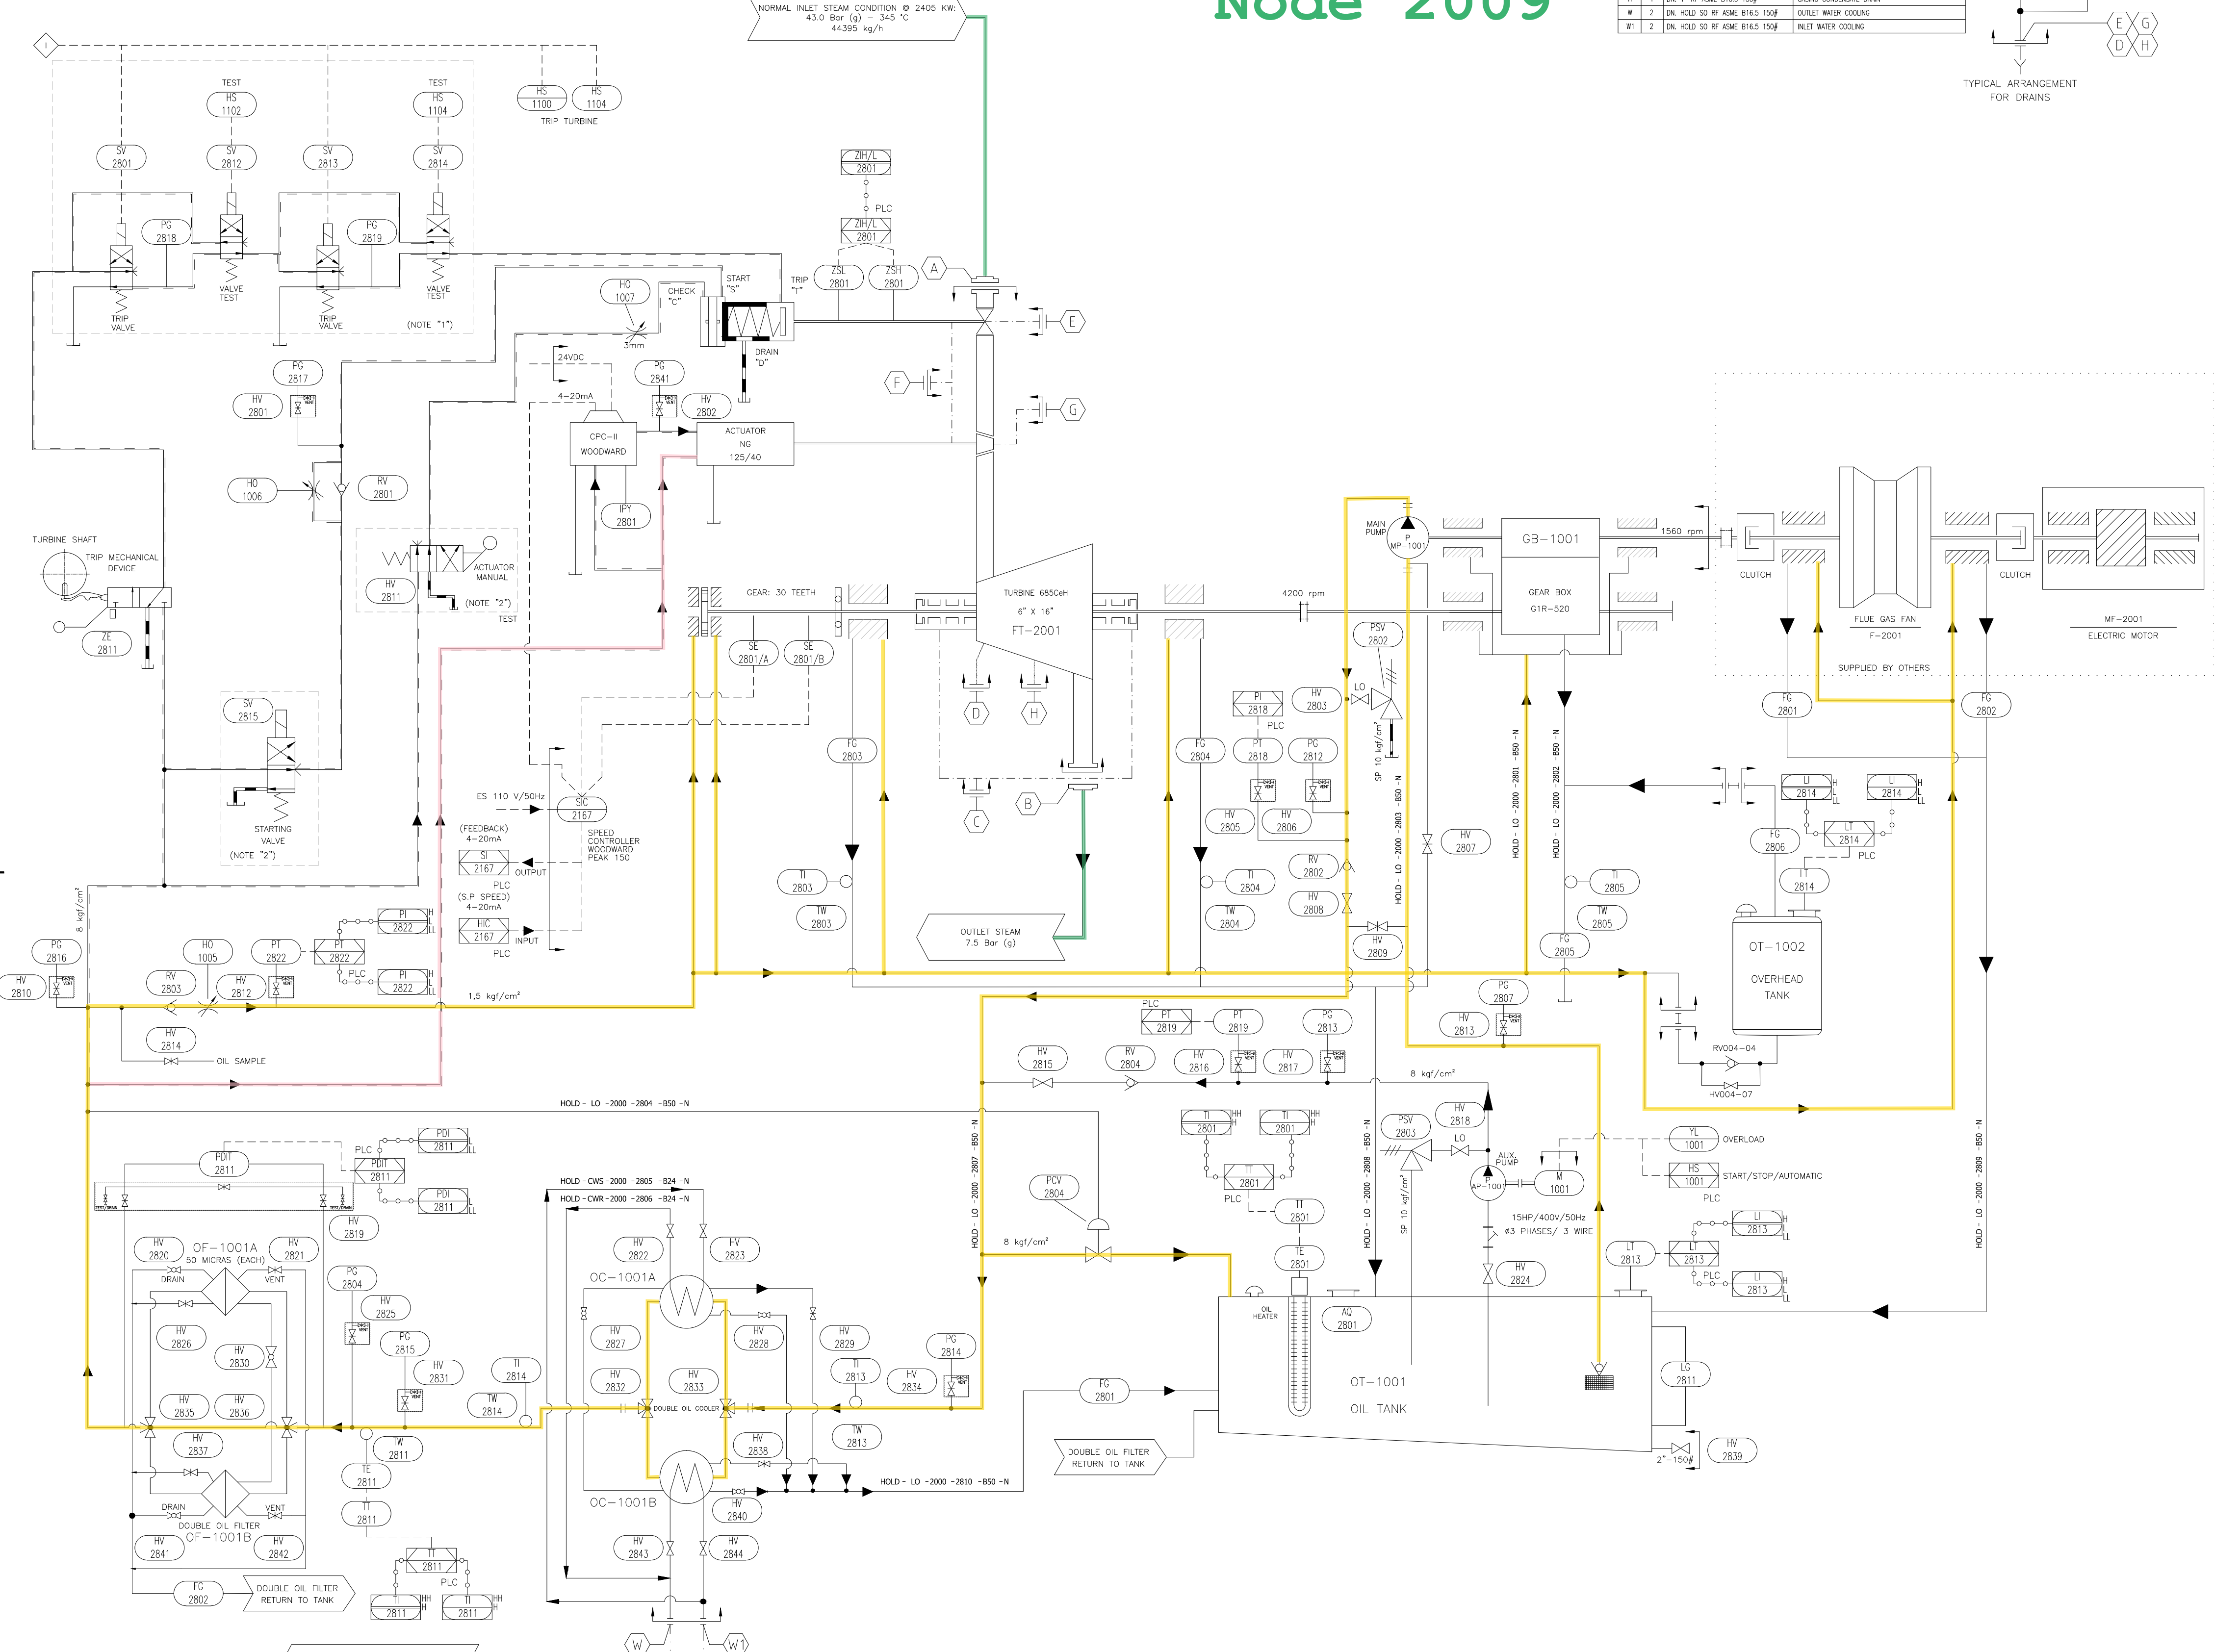 NORMAL INLET STEAM CONDITION @ 2405 KW:
43.0 Bar (g) – 345 °C
44395 kg/h
Node 2009
W 2 DN. HOLD SO RF ASME B16.5 150# OUTLET WATER COOLING
W1 2 DN. HOLD SO RF ASME B16.5 150# INLET WATER COOLING
E G
D H
TYPICAL ARRANGEMENT
FOR DRAINS
I
TEST
HS
1102
TEST
HS
1104
HS
1100
HS
1104
TRIP TURBINE
SV
2801
SV
2812
SV
2813
SV
2814
PG
2818
PG
2819
TRIP
VALVE
VALVE
TEST
TRIP
VALVE
VALVE
TEST
(NOTE "1")
ZIH/L
2801
PLC
ZIH/L
2801
ZSL
2801
ZSH
2801
A
START
"S"
TRIP
"T"
CHECK
"C"
HO
1007
3mm
DRAIN
"D"
E
F
G
24VDC
4–20mA
PG
2817
HV
2801
PG
2841
HV
2802
CPC–II
WOODWARD
ACTUATOR
NG
125/40
IPY
2801
HO
1006
RV
2801
TURBINE SHAFT
TRIP MECHANICAL
DEVICE
ZE
2811
HV
2811
ACTUATOR
MANUAL
(NOTE "2")
TEST
SV
2815
STARTING
VALVE
(NOTE "2")
GEAR: 30 TEETH
SE
2801/A
SE
2801/B
TURBINE 685CeH
6" X 16"
FT–2001
4200 rpm
D
H
C
B
MAIN
PUMP
P
MP–1001
GB–1001
GEAR BOX
G1R–520
1560 rpm
CLUTCH
FLUE GAS FAN
F–2001
CLUTCH
MF–2001
ELECTRIC MOTOR
SUPPLIED BY OTHERS
PSV
2802
LO
HV
2803
SP 10 kgf/cm²
PI
2818
PLC
PT
2818
PG
2812
HV
2805
HV
2806
RV
2802
HV
2808
HV
2809
HV
2807
HOLD – LO –2000 –2803 –B50 –N
HOLD – LO –2000 –2801 –B50 –N
HOLD – LO –2000 –2802 –B50 –N
FG
2801
FG
2802
FG
2803
FG
2804
TI
2803
TW
2803
TI
2804
TW
2804
TI
2805
TW
2805
FG
2805
FG
2806
LI
2814
H
L
LL
LI
2814
H
L
LL
LT
2814
PLC
LT
2814
OT–1002
OVERHEAD
TANK
RV004–04
HV004–07
ES 110 V/50Hz
SIC
2167
SPEED
CONTROLLER
WOODWARD
PEAK 150
(FEEDBACK)
4–20mA
SI
2167
OUTPUT
PLC
(S.P SPEED)
4–20mA
HIC
2167
INPUT
PLC
OUTLET STEAM
7.5 Bar (g)
8 kgf/cm²
PG
2816
HV
2810
RV
2803
HO
1005
HV
2812
PT
2822
PT
2822
PLC
PI
2822
H
L
LL
PI
2822
H
L
LL
1,5 kgf/cm²
HV
2814
OIL SAMPLE
HOLD – LO –2000 –2804 –B50 –N
PLC
PT
2819
PT
2819
PG
2813
HV
2815
RV
2804
HV
2816
HV
2817
8 kgf/cm²
PG
2807
HV
2813
TI
2801
HH
H
TI
2801
HH
H
TT
2801
PLC
TT
2801
TE
2801
HOLD – LO –2000 –2807 –B50 –N
HOLD – LO –2000 –2808 –B50 –N
HOLD – LO –2000 –2809 –B50 –N
PSV
2803
HV
2818
LO
SP 10 kgf/cm²
AUX.
PUMP
P
AP–1001
M
1001
YL
1001
OVERLOAD
HS
1001
START/STOP/AUTOMATIC
PLC
15HP/400V/50Hz
ø3 PHASES/ 3 WIRE
HV
2824
LT
2813
LT
2813
PLC
LI
2813
H
L
LI
2813
H
L
LL
PCV
2804
8 kgf/cm²
OIL
HEATER
AQ
2801
OT–1001
OIL TANK
LG
2811
HV
2839
2"–150#
FG
2801
DOUBLE OIL FILTER
RETURN TO TANK
PDIT
2811
PLC
PDIT
2811
PDI
2811
L
LL
PDI
2811
L
LL
TEST/DRAIN
TEST/DRAIN
HV
2819
OF–1001A
50 MICRAS (EACH)
HV
2820
HV
2821
DRAIN
VENT
HV
2826
HV
2830
HV
2835
HV
2836
HV
2837
DRAIN
VENT
DOUBLE OIL FILTER
OF–1001B
HV
2841
HV
2842
FG
2802
DOUBLE OIL FILTER
RETURN TO TANK
PG
2804
HV
2825
PG
2815
HV
2831
TW
2811
TE
2811
TT
2811
TT
2811
PLC
TI
2811
HH
H
TI
2811
HH
H
TI
2814
TW
2814
HOLD – CWS –2000 –2805 –B24 –N
HOLD – CWR –2000 –2806 –B24 –N
HV
2822
HV
2823
OC–1001A
HV
2827
HV
2828
HV
2829
HV
2832
HV
2833
DOUBLE OIL COOLER
TI
2813
HV
2834
PG
2814
TW
2813
HV
2838
OC–1001B
HV
2840
HOLD – LO –2000 –2810 –B50 –N
HV
2843
HV
2844
W
W1